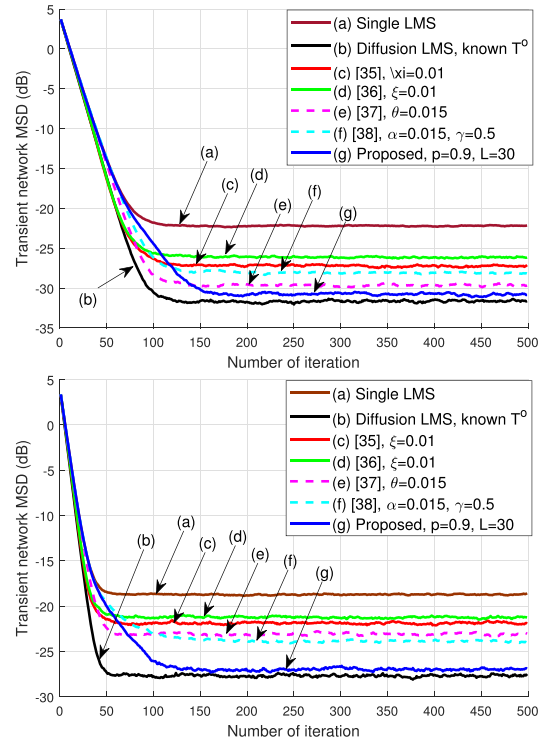 5
0
-5
-10
-15
-20
-25
-30
-35
Transient network MSD (dB)
(a) Single LMS
(b) Diffusion LMS, known T^o
(c) [35], \xi=0.01
(d) [36], ξ=0.01
(e) [37], θ=0.015
(f) [38], α=0.015, γ=0.5
(g) Proposed, p=0.9, L=30
(a)
(c)
(d)
(e)
(f)
(g)
(b)
0 50 100 150 200 250 300 350 400 450 500
Number of iteration
5
0
-5
-10
-15
-20
-25
-30
Transient network MSD (dB)
(a) Single LMS
(b) Diffusion LMS, known T^o
(c) [35], ξ=0.01
(d) [36], ξ=0.01
(e) [37], θ=0.015
(f) [38], α=0.015, γ=0.5
(g) Proposed, p=0.9, L=30
(b)
(a)
(c)
(d)
(e)
(f)
(g)
0 50 100 150 200 250 300 350 400 450 500
Number of iteration